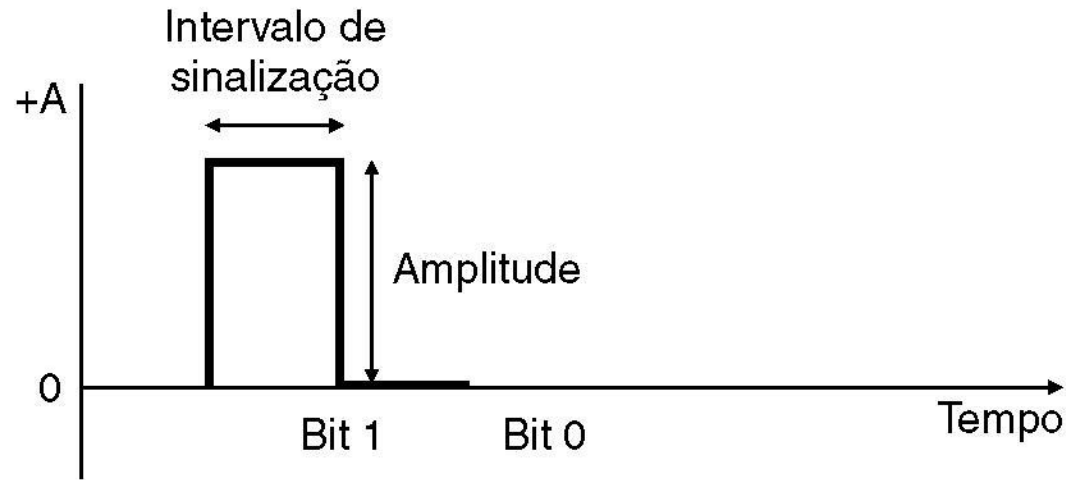 Intervalo de
sinalização
+A
Amplitude
0
Tempo
Bit 1
Bit 0